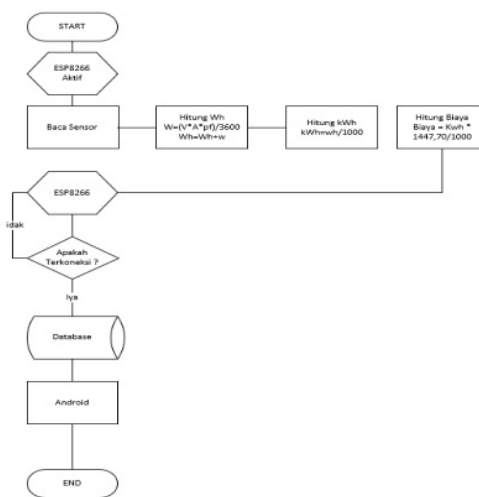 START
ESP8266
Aktif
Baca Sensor
Hitung Wh
W=(V*A*pf)/3600
Wh=Wh+w
Hitung kWh
kWh=wh/1000
Hitung Biaya
Biaya = Kwh *
1447,70/1000
ESP8266
idak
Apakah
Terkoneksi ?
Iya
Database
Android
END